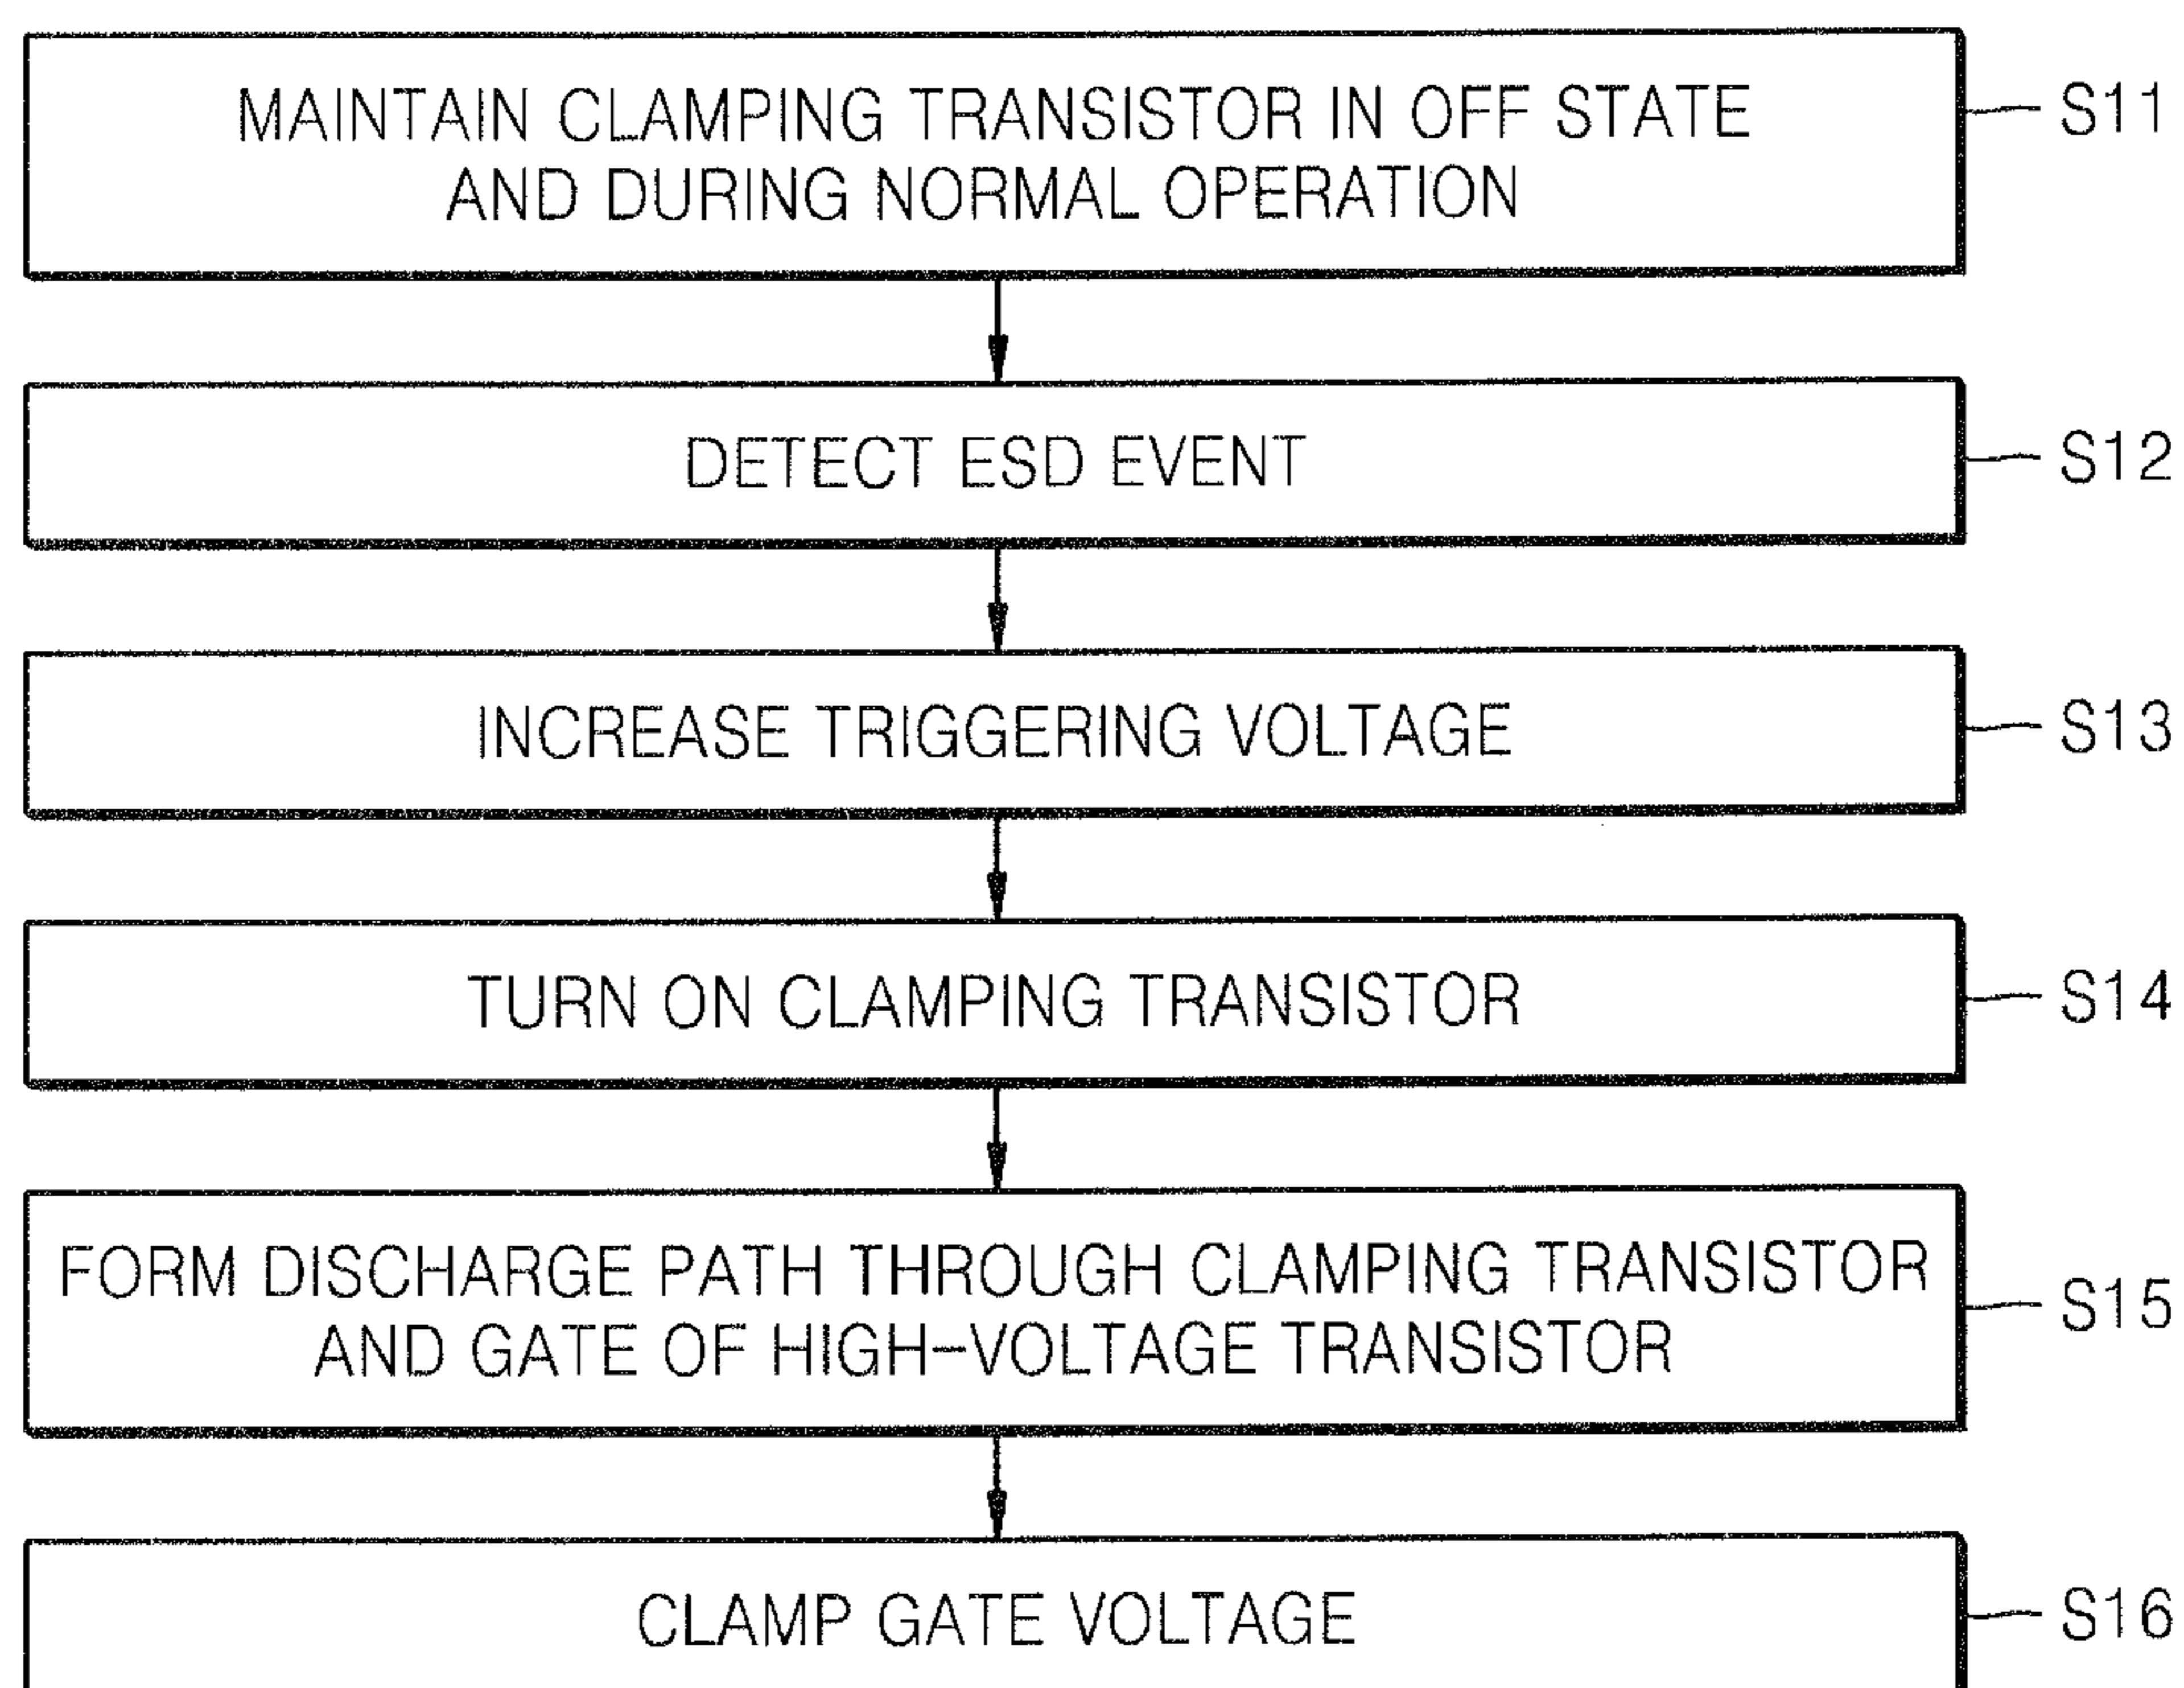 MAINTAIN CLAMPING TRANSISTOR IN OFF STATE
AND DURING NORMAL OPERATION
S11
DETECT ESD EVENT
S12
INCREASE TRIGGERING VOLTAGE
S13
TURN ON CLAMPING TRANSISTOR
S14
FORM DISCHARGE PATH THROUGH CLAMPING TRANSISTOR
AND GATE OF HIGH-VOLTAGE TRANSISTOR
S15
CLAMP GATE VOLTAGE
S16